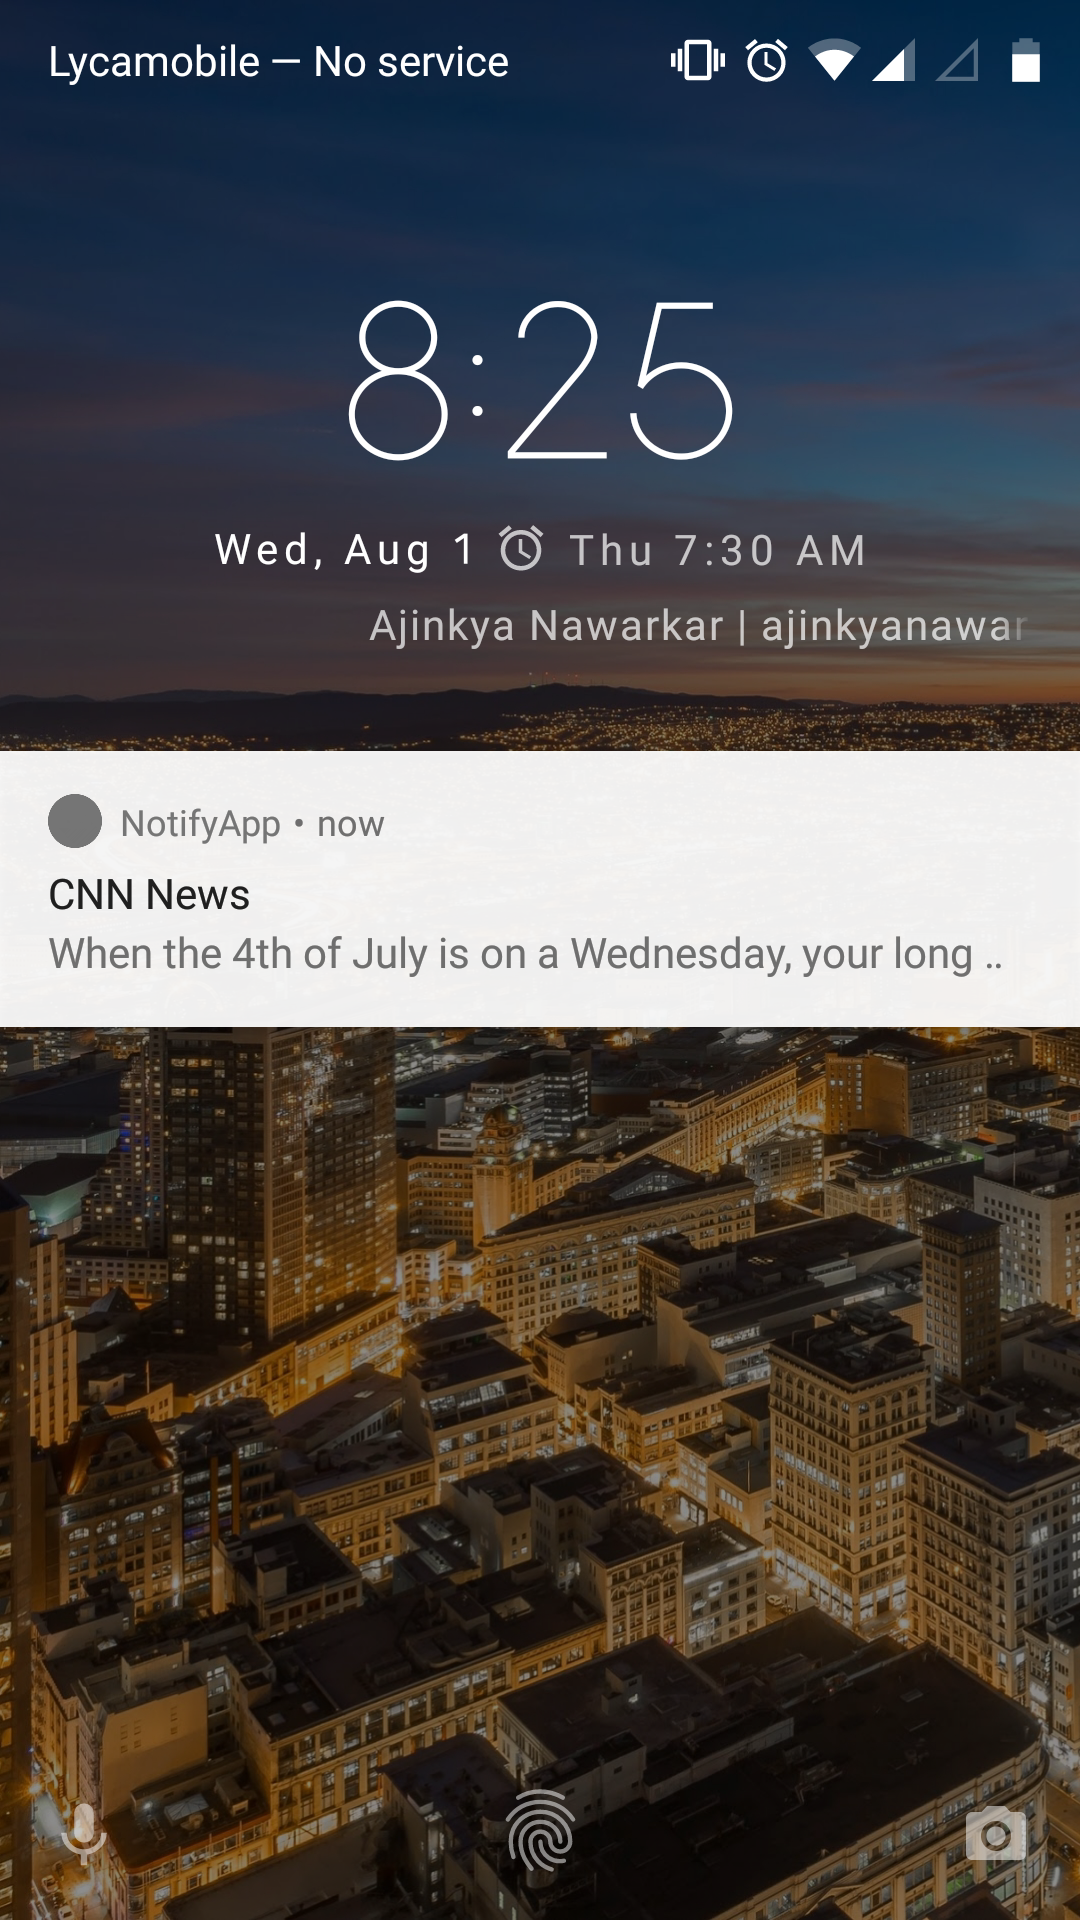 Lycamobile — No service
8:25
Wed, Aug 1 Thu 7:30 AM
Ajinkya Nawarkar | ajinkyanawar
NotifyApp • now
CNN News
When the 4th of July is on a Wednesday, your long ..